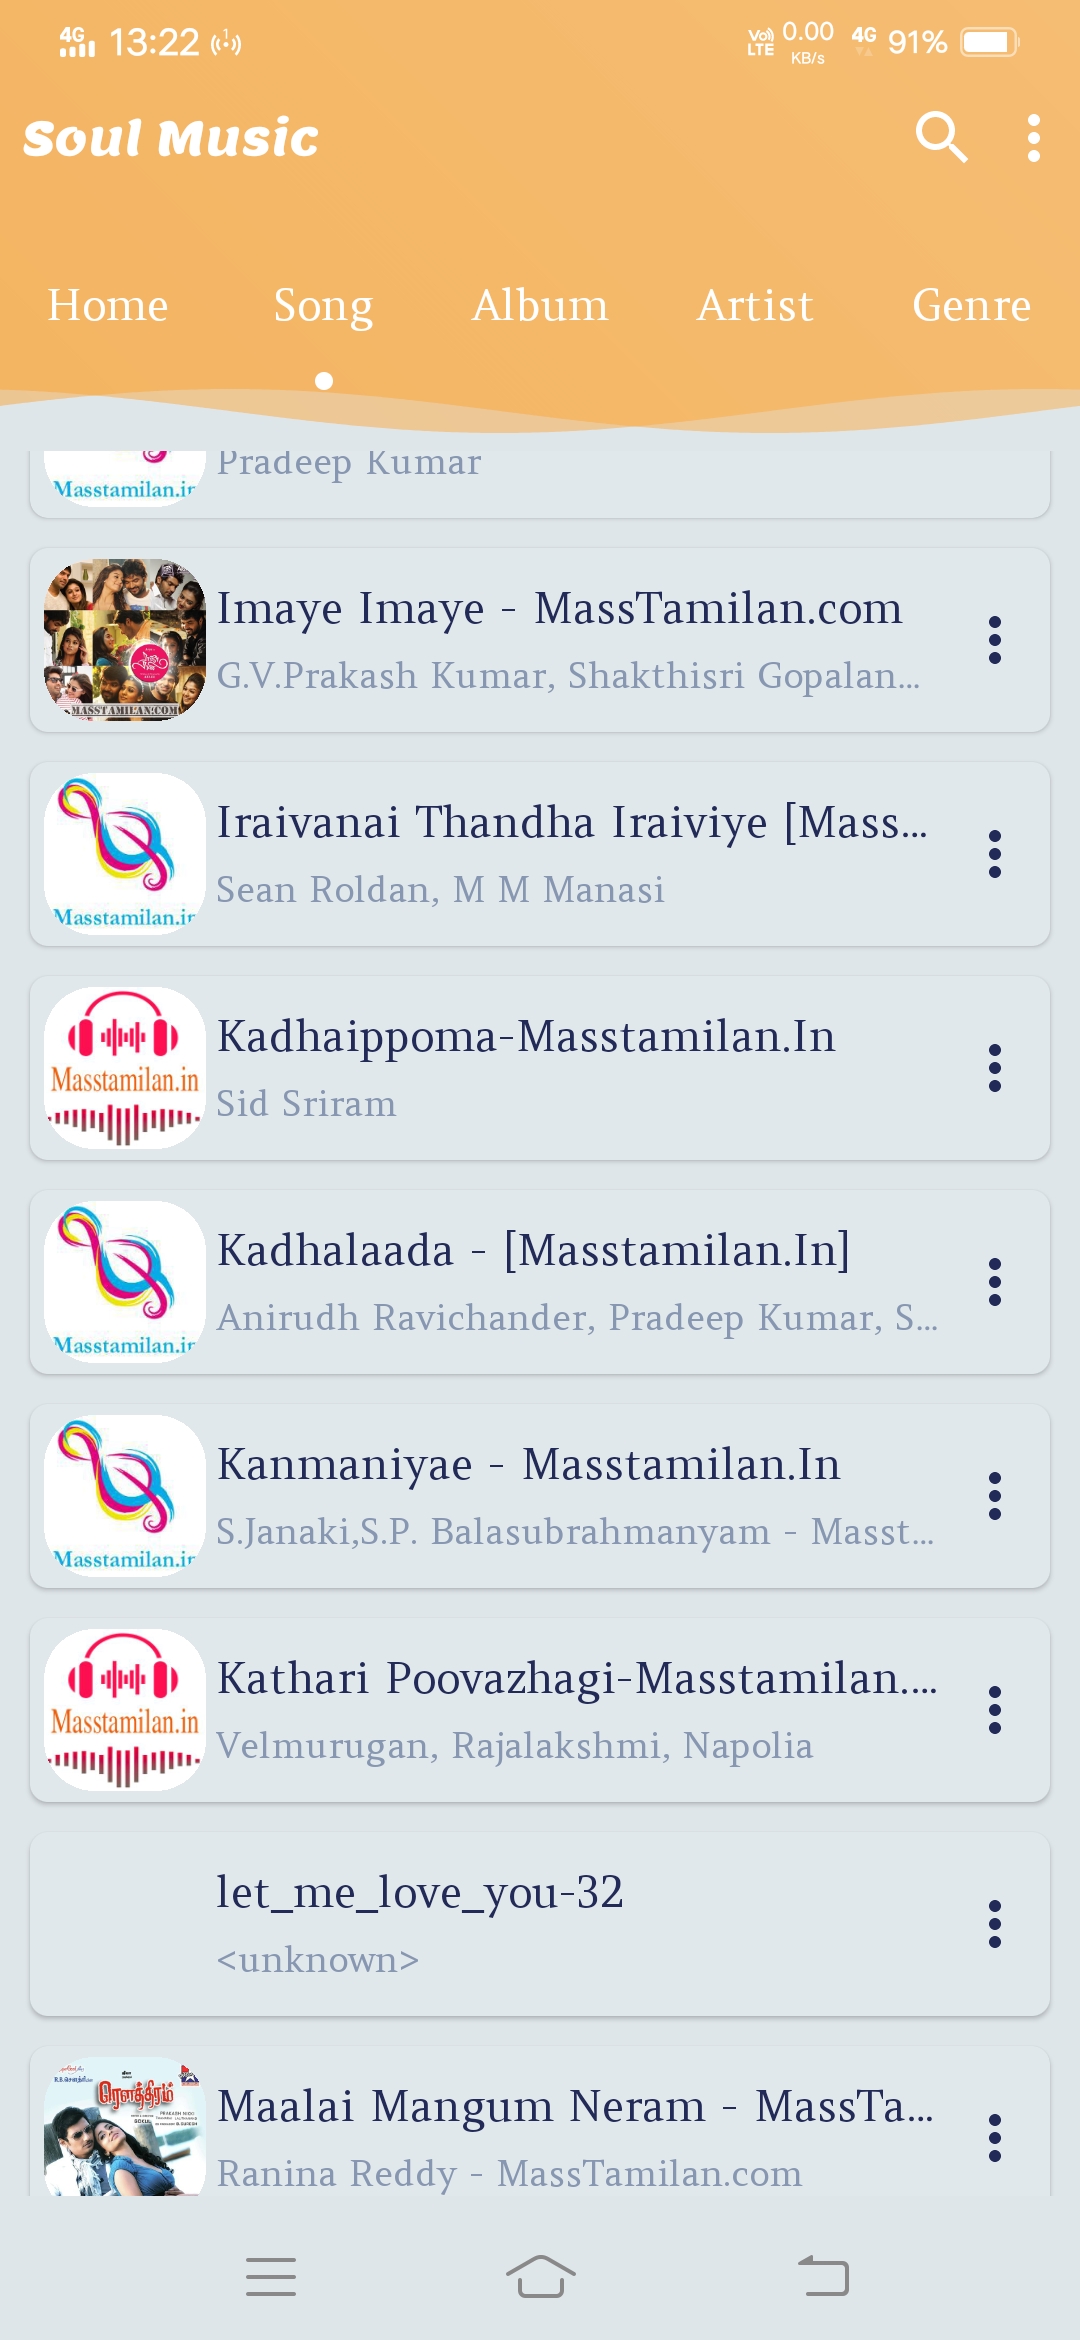 4G 13:22 1 Vo)) LTE 0.00 KB/s 4G 91%
Soul Music
Home Song Album Artist Genre
Masstamilan.in
Pradeep Kumar
Imaye Imaye - MassTamilan.com
G.V.Prakash Kumar, Shakthisri Gopalan...
MASSTAMILAN.COM
Iraivanai Thandha Iraiviye [Mass...
Sean Roldan, M M Manasi
Masstamilan.in
Kadhaippoma-Masstamilan.In
Masstamilan.in
Sid Sriram
Kadhalaada - [Masstamilan.In]
Anirudh Ravichander, Pradeep Kumar, S...
Masstamilan.in
Kanmaniyae - Masstamilan.In
S.Janaki,S.P. Balasubrahmanyam - Masst...
Masstamilan.in
Kathari Poovazhagi-Masstamilan....
Masstamilan.in
Velmurugan, Rajalakshmi, Napolia
let_me_love_you-32
<unknown>
ரௌத்திரம்
Maalai Mangum Neram - MassTa...
Ranina Reddy - MassTamilan.com